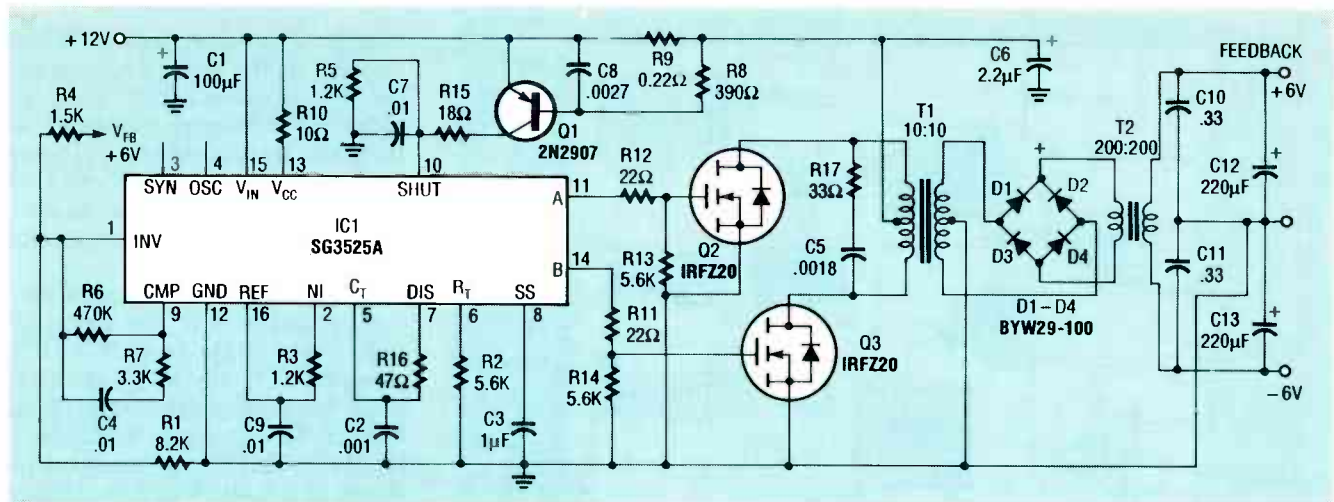 +12V
C1
100µF
R4
1.5K
V_FB
+6V
R5
1.2K
C7
.01
R10
10Ω
R15
18Ω
Q1
2N2907
C8
.0027
R9
0.22Ω
R8
390Ω
C6
2.2µF
FEEDBACK
+6V
3
4
15
13
10
SYN
OSC
V_IN
V_CC
SHUT
1
INV
IC1
SG3525A
A
11
B
14
CMP
GND
REF
NI
C_T
DIS
R_T
SS
9
12
16
2
5
7
6
8
R12
22Ω
Q2
IRFZ20
R13
5.6K
R11
22Ω
R14
5.6K
Q3
IRFZ20
R17
33Ω
C5
.0018
T1
10:10
D1
D2
D3
D4
D1–D4
BYW29-100
T2
200:200
C10
.33
C12
220µF
C11
.33
C13
220µF
−6V
R6
470K
R7
3.3K
C4
.01
R1
8.2K
R3
1.2K
C9
.01
R16
47Ω
C2
.001
R2
5.6K
C3
1µF